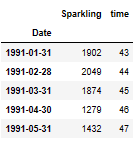 Sparkling time
Date
1991-01-31 1902 43
1991-02-28 2049 44
1991-03-31 1874 45
1991-04-30 1279 46
1991-05-31 1432 47